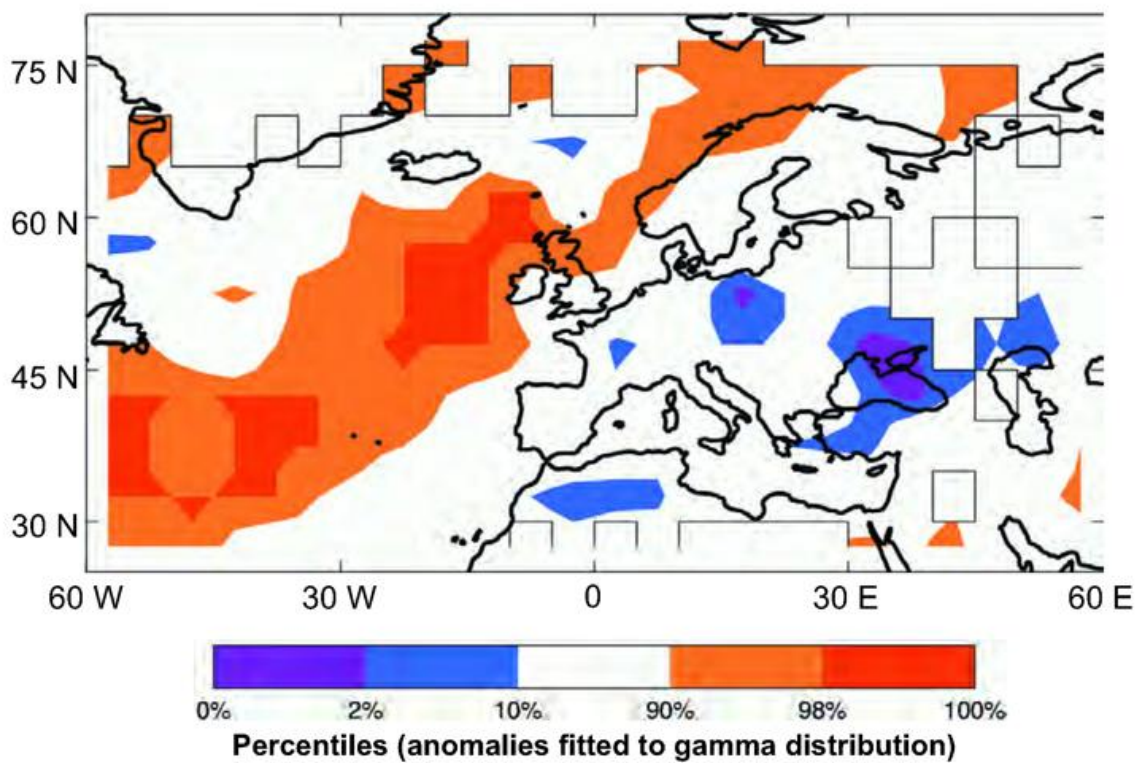 75 N
60 N
45 N
30 N
60 W 30 W 0 30 E 60 E
0% 2% 10% 90% 98% 100%
Percentiles (anomalies fitted to gamma distribution)